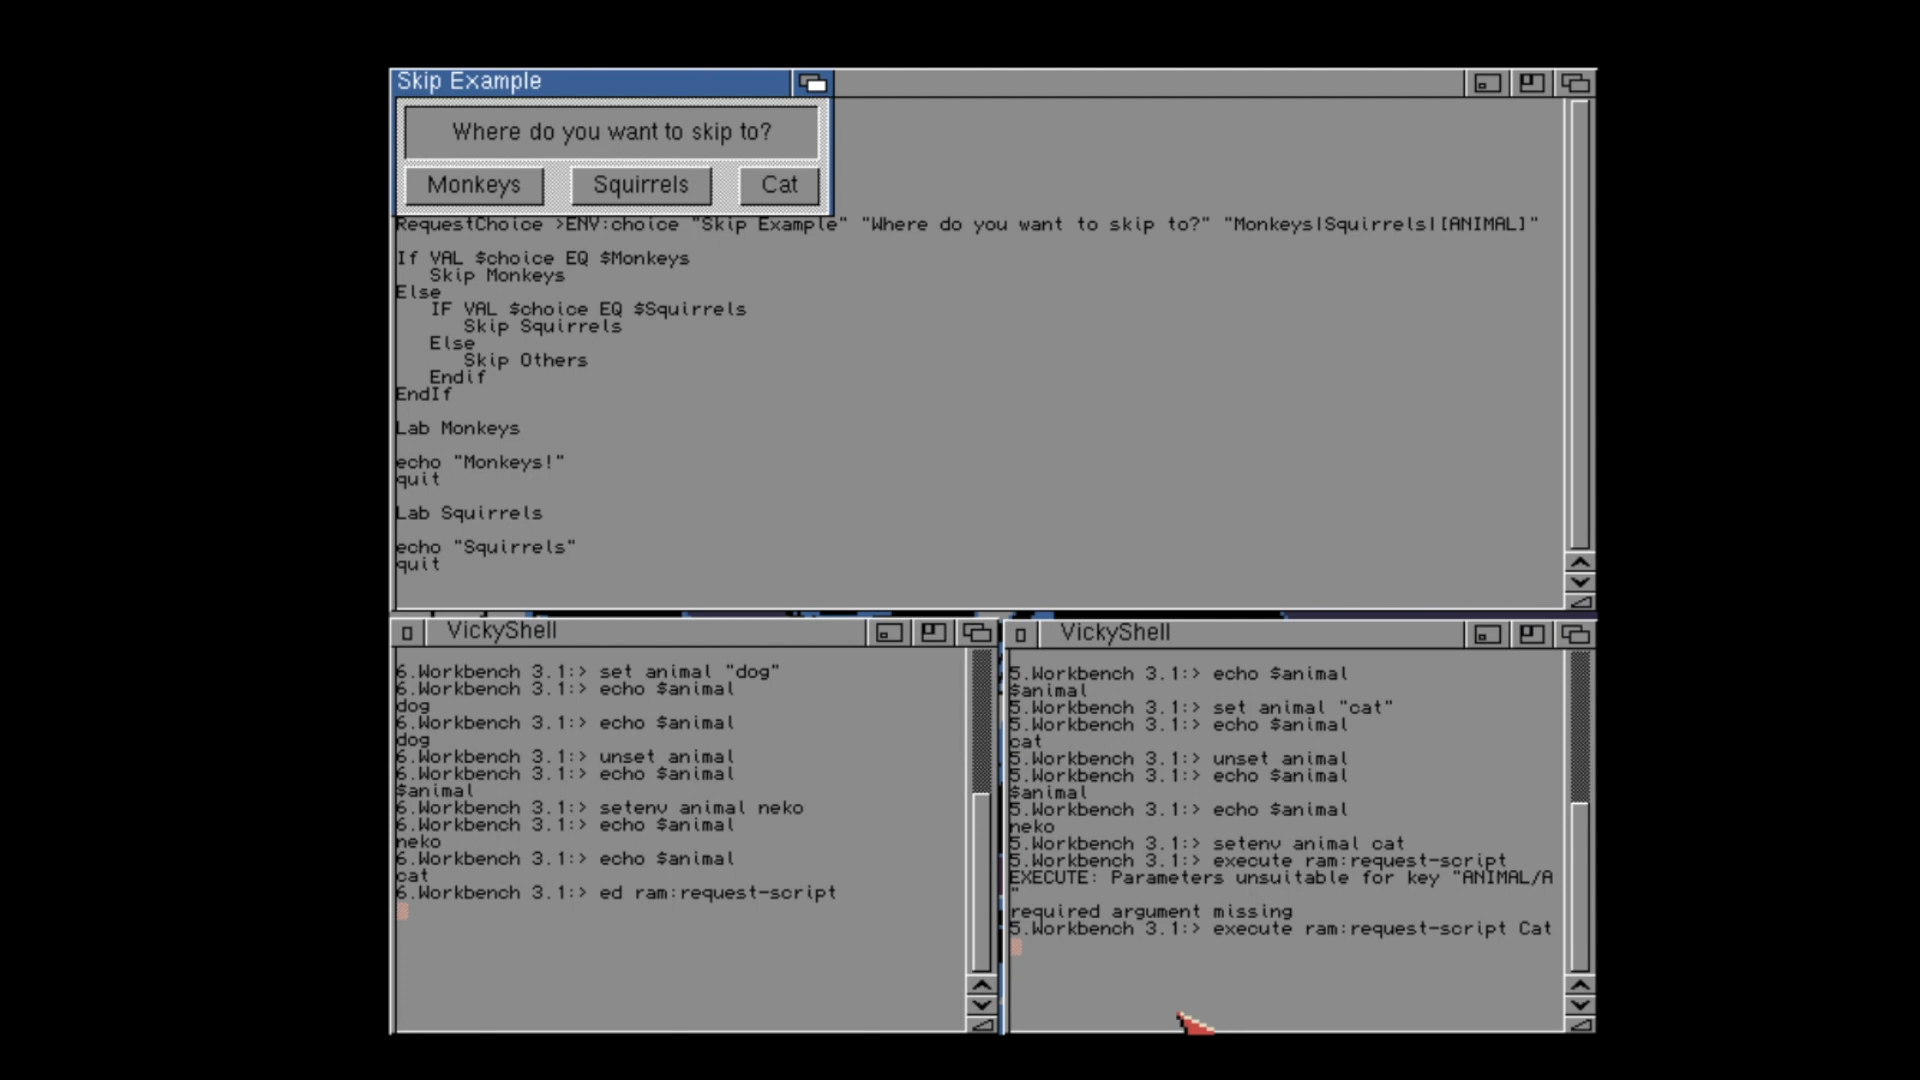 Skip Example
Where do you want to skip to?
Monkeys Squirrels Cat
RequestChoice >ENV:choice "Skip Example" "Where do you want to skip to?" "Monkeys|Squirrels|[ANIMAL]"
If VAL $choice EQ $Monkeys
Skip Monkeys
Else
IF VAL $choice EQ $Squirrels
Skip Squirrels
Else
Skip Others
Endif
EndIf
Lab Monkeys
echo "Monkeys!"
quit
Lab Squirrels
echo "Squirrels"
quit
VickyShell
6.Workbench 3.1:> set animal "dog"
6.Workbench 3.1:> echo $animal
dog
6.Workbench 3.1:> echo $animal
dog
6.Workbench 3.1:> unset animal
6.Workbench 3.1:> echo $animal
$animal
6.Workbench 3.1:> setenv animal neko
6.Workbench 3.1:> echo $animal
neko
6.Workbench 3.1:> echo $animal
cat
6.Workbench 3.1:> ed ram:request-script
VickyShell
5.Workbench 3.1:> echo $animal
$animal
5.Workbench 3.1:> set animal "cat"
5.Workbench 3.1:> echo $animal
cat
5.Workbench 3.1:> unset animal
5.Workbench 3.1:> echo $animal
$animal
5.Workbench 3.1:> echo $animal
neko
5.Workbench 3.1:> setenv animal cat
5.Workbench 3.1:> execute ram:request-script
EXECUTE: Parameters unsuitable for key "ANIMAL/A
"
required argument missing
5.Workbench 3.1:> execute ram:request-script Cat